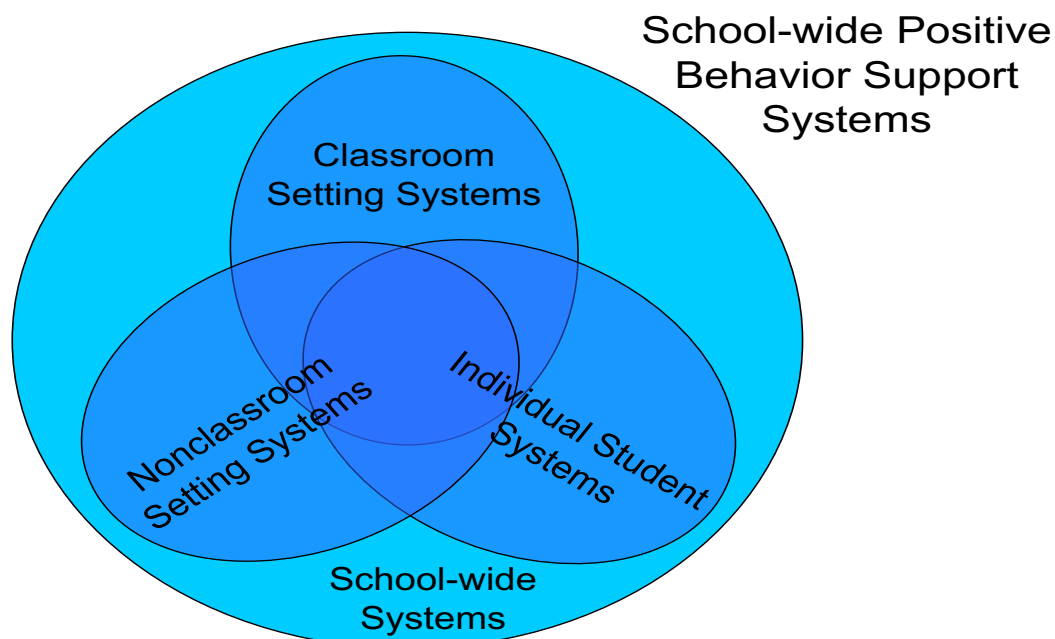 School-wide Positive
Behavior Support
Systems
Classroom
Setting Systems
Nonclassroom
Setting Systems
Individual Student
Systems
School-wide
Systems